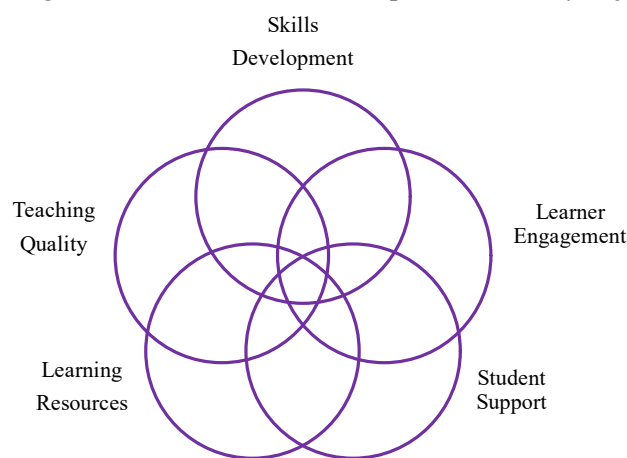 Skills
Development
Teaching
Quality
Learner
Engagement
Learning
Resources
Student
Support